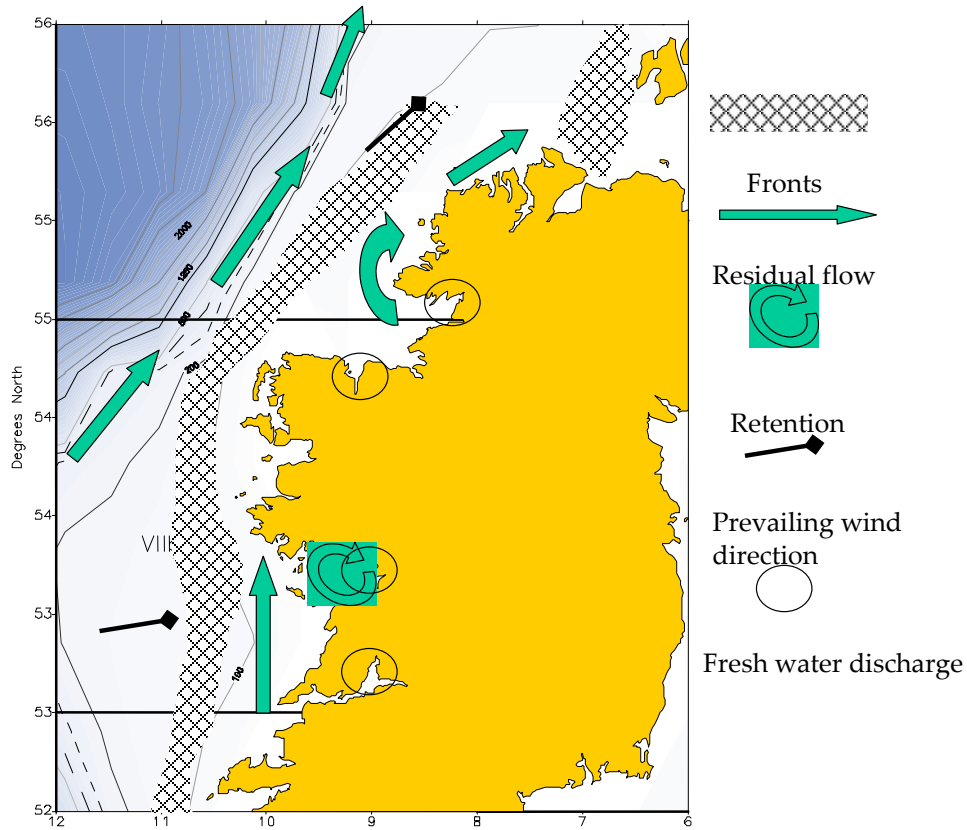 56
56
55
55
54
54
53
53
52
12
11
10
9
8
7
6
Degrees North
2000
1250
500
200
100
VIII
Fronts
Residual flow
Retention
Prevailing wind
direction
Fresh water discharge